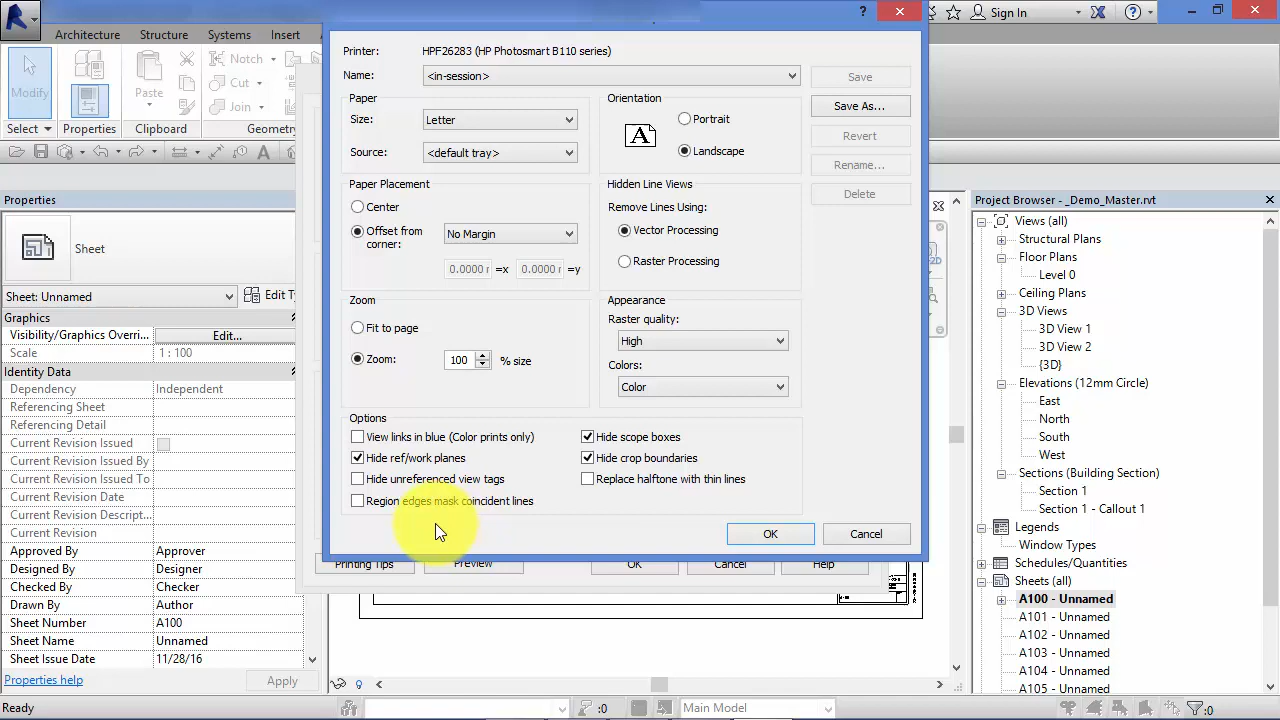 Sign In
Architecture Structure Systems Insert
Modify
Paste
Notch
Cut
Join
Select Properties Clipboard Geometry
Printer: HPF26283 (HP Photosmart B110 series)
Name: <in-session>
Save
Paper
Size: Letter
Source: <default tray>
Orientation
Portrait
Landscape
Save As...
Revert
Rename...
Delete
Paper Placement
Center
Offset from
corner:
No Margin
=x
=y
Hidden Line Views
Remove Lines Using:
Vector Processing
Raster Processing
Zoom
Fit to page
Zoom: 100 % size
Appearance
Raster quality:
High
Colors:
Color
Options
View links in blue (Color prints only)
Hide ref/work planes
Hide unreferenced view tags
Region edges mask coincident lines
Hide scope boxes
Hide crop boundaries
Replace halftone with thin lines
OK Cancel
Printing Tips Preview OK Cancel Help
Properties
Sheet
Sheet: Unnamed
Graphics
Visibility/Graphics Overri... Edit...
Scale 1 : 100
Identity Data
Dependency Independent
Referencing Sheet
Referencing Detail
Current Revision Issued
Current Revision Issued By
Current Revision Issued To
Current Revision Date
Current Revision Descript...
Current Revision
Approved By Approver
Designed By Designer
Checked By Checker
Drawn By Author
Sheet Number A100
Sheet Name Unnamed
Sheet Issue Date 11/28/16
Properties help Apply
Project Browser - _Demo_Master.rvt
Views (all)
Structural Plans
Floor Plans
Level 0
Ceiling Plans
3D Views
3D View 1
3D View 2
{3D}
Elevations (12mm Circle)
East
North
South
West
Sections (Building Section)
Section 1
Section 1 - Callout 1
Legends
Window Types
Schedules/Quantities
Sheets (all)
A100 - Unnamed
A101 - Unnamed
A102 - Unnamed
A103 - Unnamed
A104 - Unnamed
A105 - Unnamed
Ready
:0
Main Model
:0